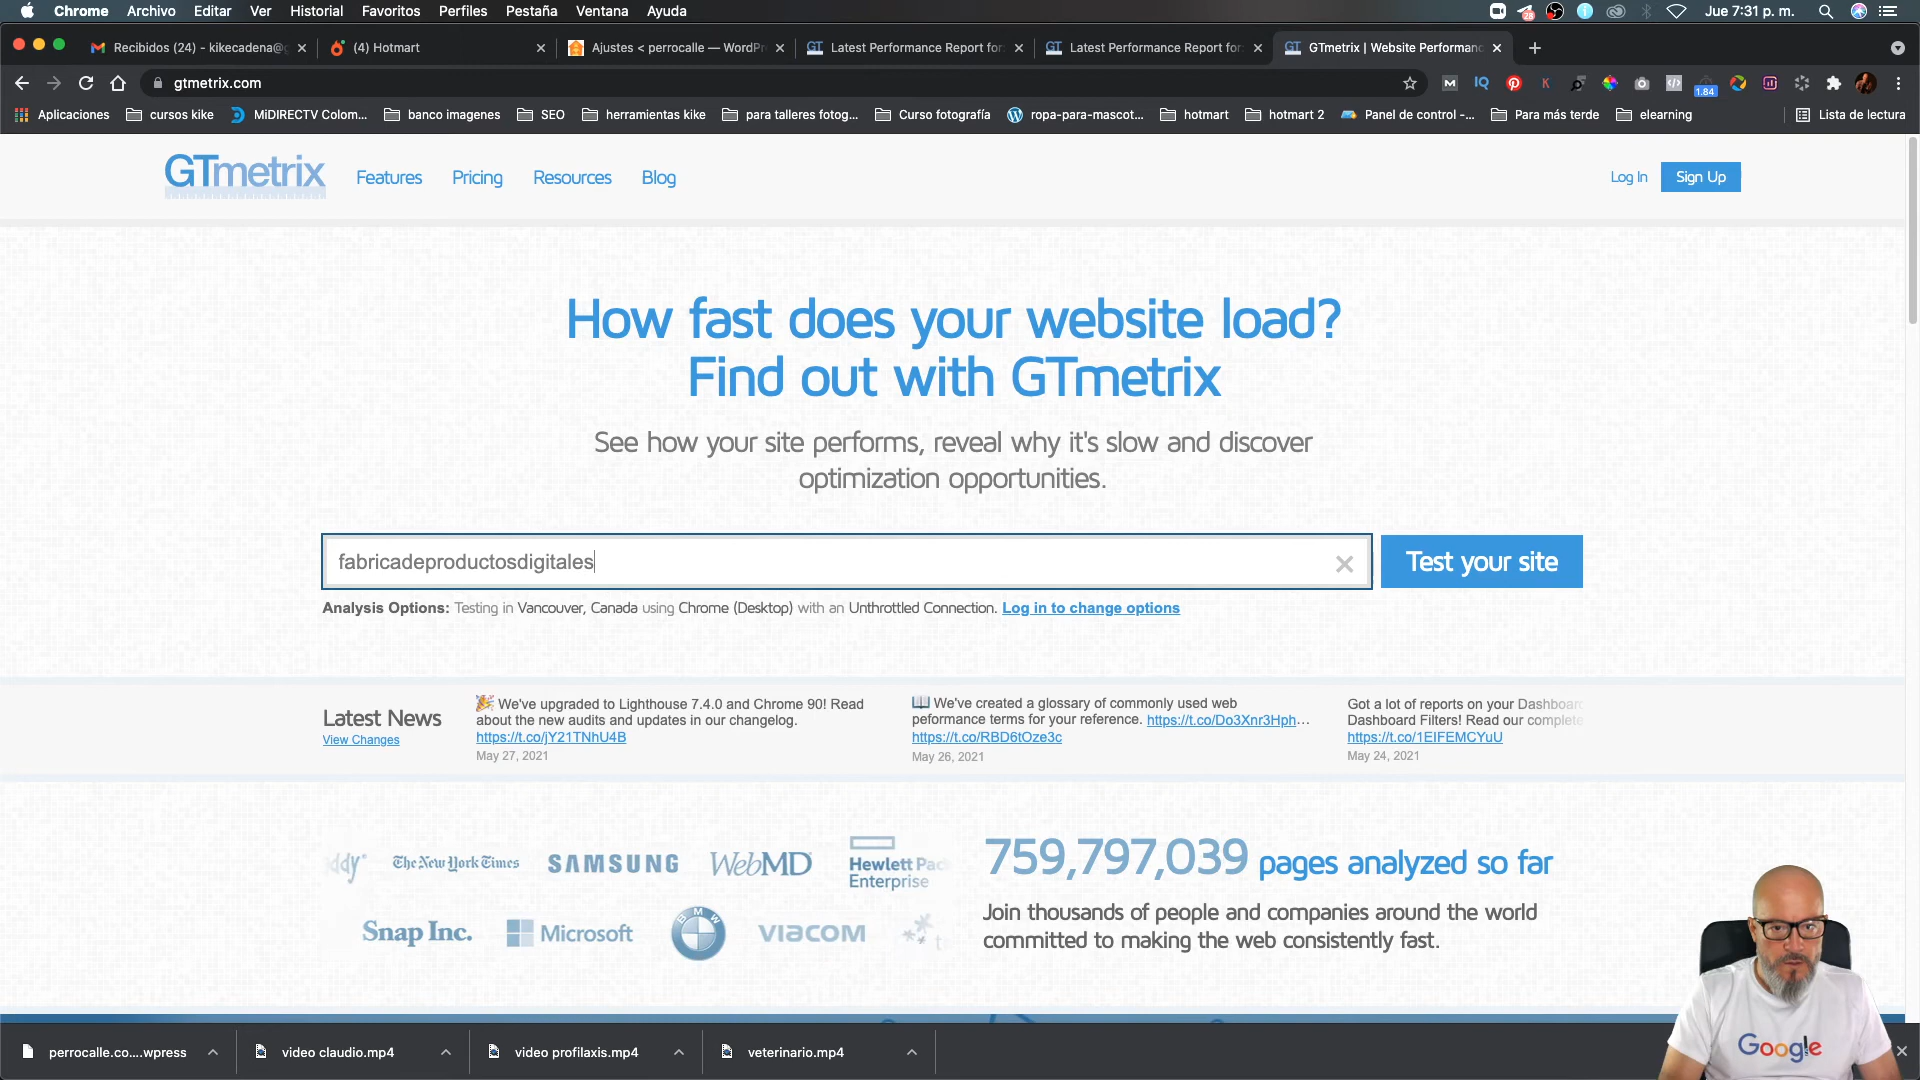 Chrome Archivo Editar Ver Historial Favoritos Perfiles Pestaña Ventana Ayuda
28
Jue 7:31 p. m.
Recibidos (24) - kikecadena@g
(4) Hotmart
Ajustes < perrocalle — WordPr
Latest Performance Report for:
Latest Performance Report for:
GTmetrix | Website Performanc
gtmetrix.com
1.84
Aplicaciones
cursos kike
MiDIRECTV Colom...
banco imagenes
SEO
herramientas kike
para talleres fotog...
Curso fotografía
ropa-para-mascot...
hotmart
hotmart 2
Panel de control -...
Para más terde
elearning
Lista de lectura
GTmetrix
Features
Pricing
Resources
Blog
Log In
Sign Up
How fast does your website load?
Find out with GTmetrix
See how your site performs, reveal why it's slow and discover
optimization opportunities.
fabricadeproductosdigitales
Test your site
Analysis Options: Testing in Vancouver, Canada using Chrome (Desktop) with an Unthrottled Connection. Log in to change options
Latest News
View Changes
We've upgraded to Lighthouse 7.4.0 and Chrome 90! Read
about the new audits and updates in our changelog.
https://t.co/jY21TNhU4B
May 27, 2021
We've created a glossary of commonly used web
peformance terms for your reference. https://t.co/Do3Xnr3Hph...
https://t.co/RBD6tOze3c
May 26, 2021
Got a lot of reports on your Dashboard
Dashboard Filters! Read our complete
https://t.co/1EIFEMCYuU
May 24, 2021
ddy
The New York Times
SAMSUNG
WebMD
Hewlett Pac
Enterprise
Snap Inc.
Microsoft
BMW
VIACOM
t
759,797,039 pages analyzed so far
Join thousands of people and companies around the world
committed to making the web consistently fast.
perrocalle.co....wpress
video claudio.mp4
video profilaxis.mp4
veterinario.mp4
Google